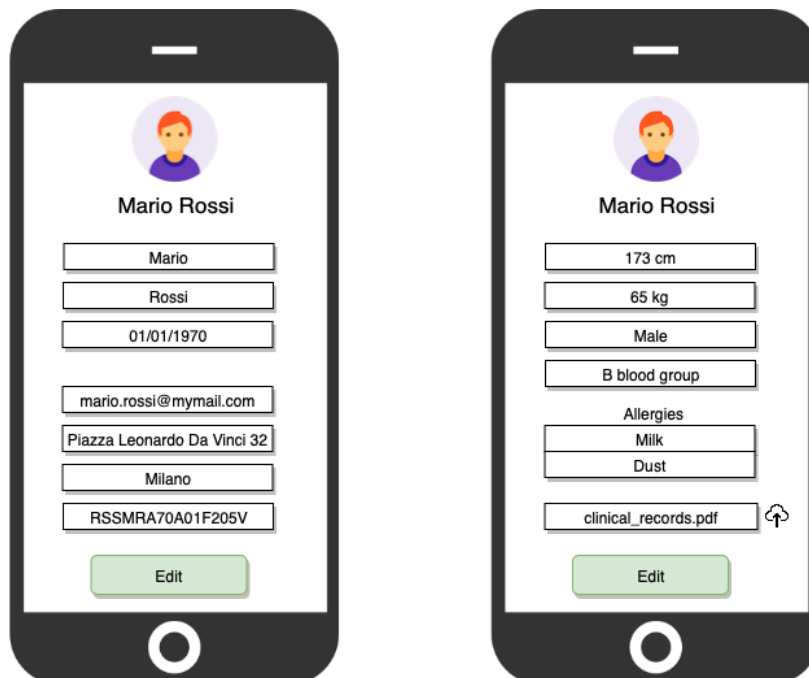 Mario Rossi
Mario
Rossi
01/01/1970
mario.rossi@mymail.com
Piazza Leonardo Da Vinci 32
Milano
RSSMRA70A01F205V
Edit
Mario Rossi
173 cm
65 kg
Male
B blood group
Allergies
Milk
Dust
clinical_records.pdf
Edit